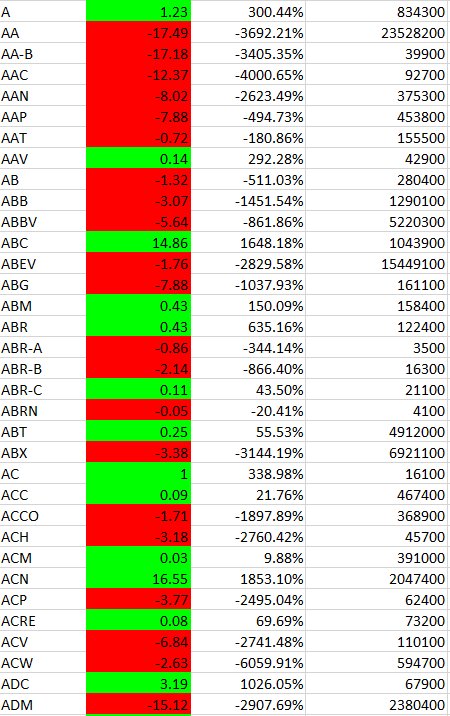 A 1.23 300.44% 834300
AA -17.49 -3692.21% 23528200
AA-B -17.18 -3405.35% 39900
AAC -12.37 -4000.65% 92700
AAN -8.02 -2623.49% 375300
AAP -7.88 -494.73% 453800
AAT -0.72 -180.86% 155500
AAV 0.14 292.28% 42900
AB -1.32 -511.03% 280400
ABB -3.07 -1451.54% 1290100
ABBV -5.64 -861.86% 5220300
ABC 14.86 1648.18% 1043900
ABEV -1.76 -2829.58% 15449100
ABG -7.88 -1037.93% 161100
ABM 0.43 150.09% 158400
ABR 0.43 635.16% 122400
ABR-A -0.86 -344.14% 3500
ABR-B -2.14 -866.40% 16300
ABR-C 0.11 43.50% 21100
ABRN -0.05 -20.41% 4100
ABT 0.25 55.53% 4912000
ABX -3.38 -3144.19% 6921100
AC 1 338.98% 16100
ACC 0.09 21.76% 467400
ACCO -1.71 -1897.89% 368900
ACH -3.18 -2760.42% 45700
ACM 0.03 9.88% 391000
ACN 16.55 1853.10% 2047400
ACP -3.77 -2495.04% 62400
ACRE 0.08 69.69% 73200
ACV -6.84 -2741.48% 110100
ACW -2.63 -6059.91% 594700
ADC 3.19 1026.05% 67900
ADM -15.12 -2907.69% 2380400